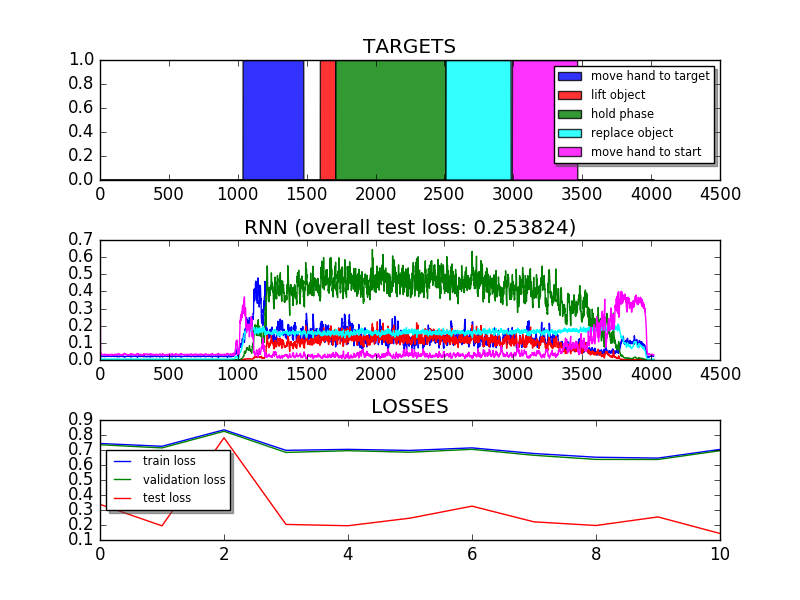 TARGETS
1.0
0.8
0.6
0.4
0.2
0.0
move hand to target
lift object
hold phase
replace object
move hand to start
0 500 1000 1500 2000 2500 3000 3500 4000 4500
RNN (overall test loss: 0.253824)
0.7
0.6
0.5
0.4
0.3
0.2
0.1
0.0
0 500 1000 1500 2000 2500 3000 3500 4000 4500
LOSSES
0.9
0.8
0.7
0.6
0.5
0.4
0.3
0.2
0.1
train loss
validation loss
test loss
0 2 4 6 8 10